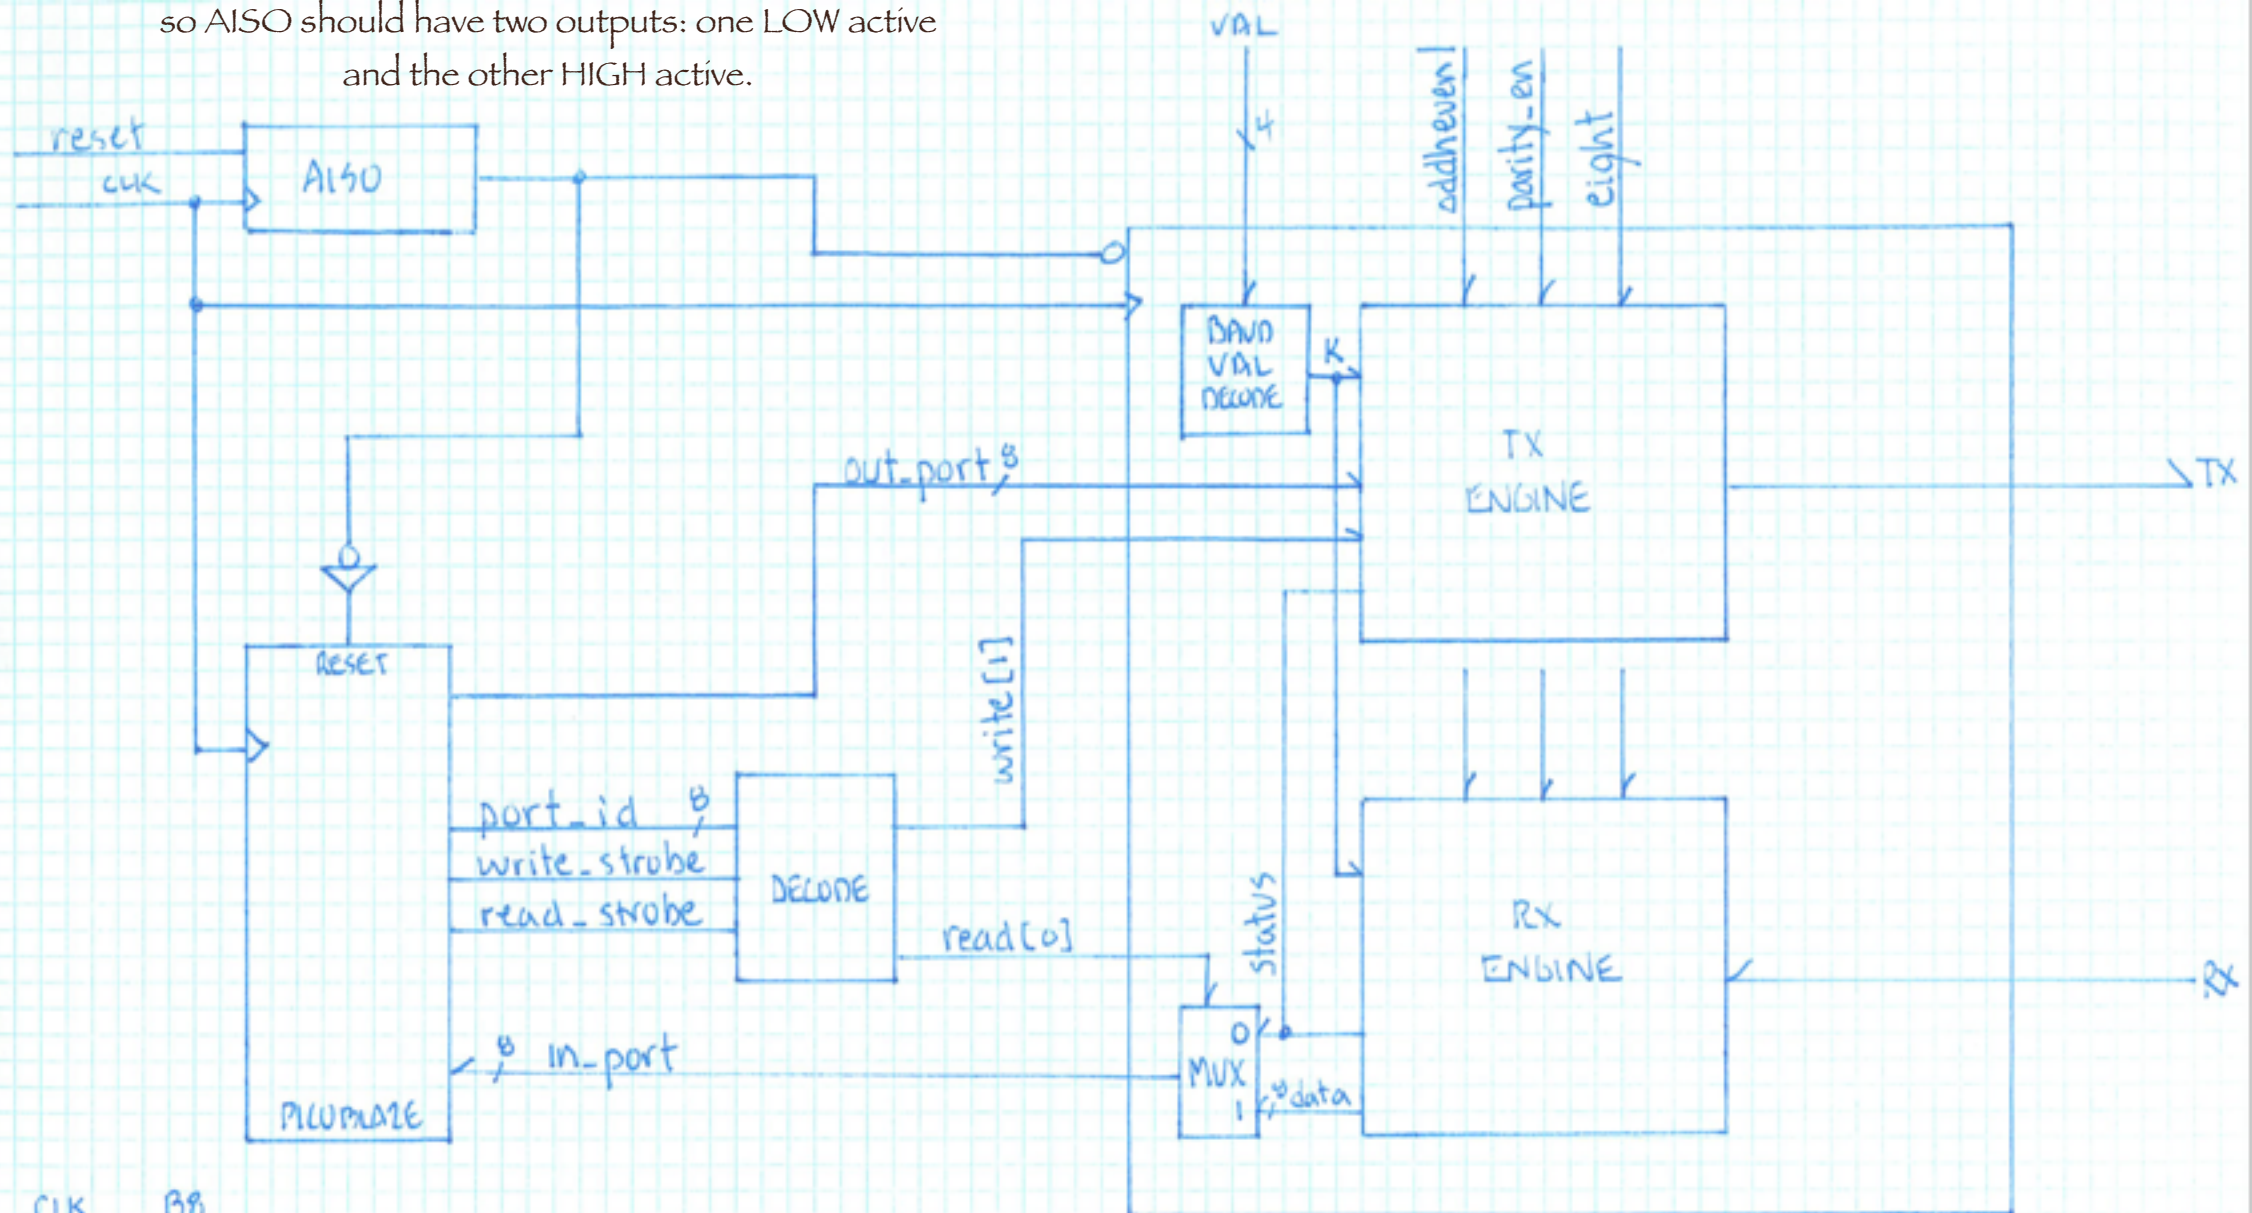 so AISO should have two outputs: one LOW active
and the other HIGH active.
VAL
4
oddheven
parity_en
eight
reset
CLK
AISO
BAUD
VAL
DECODE
K
TX
ENGINE
TX
out_port 8
RESET
write[1]
port_id 8
write_strobe
read_strobe
DECODE
read[0]
status
RX
ENGINE
RX
8 in_port
0
MUX
1
8 data
PICOBLAZE
CLK B8